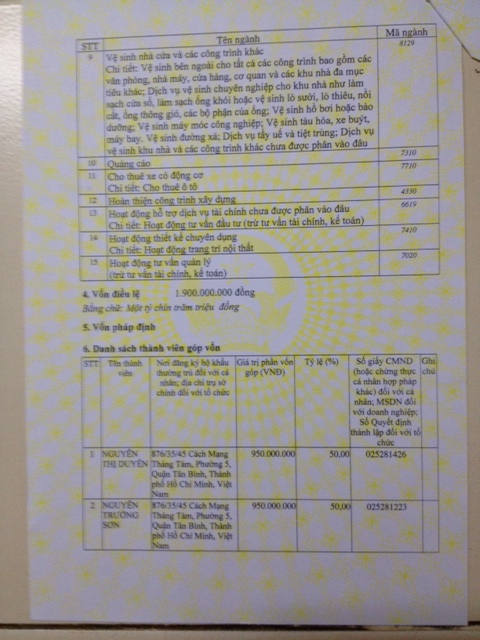 STT Tên ngành Mã ngành
9 Vệ sinh nhà cửa và các công trình khác 8129
Chi tiết: Vệ sinh bên ngoài cho tất cả các công trình bao gồm các
văn phòng, nhà máy, cửa hàng, cơ quan và các khu nhà đa mục
tiêu khác; Dịch vụ vệ sinh chuyên nghiệp cho khu nhà như làm
sạch cửa sổ, làm sạch ống khói hoặc vệ sinh lò sưởi, lò thiêu, nồi
cất, ống thông gió, các bộ phận của ống; Vệ sinh hồ bơi hoặc bảo
dưỡng; Vệ sinh máy móc công nghiệp; Vệ sinh tàu hỏa, xe buýt,
máy bay. Vệ sinh đường xá; Dịch vụ tẩy uế và tiệt trùng; Dịch vụ
vệ sinh khu nhà và các công trình khác chưa được phân vào đâu
10 Quảng cáo 7310
11 Cho thuê xe có động cơ 7710
Chi tiết: Cho thuê ô tô
12 Hoàn thiện công trình xây dựng 4330
13 Hoạt động hỗ trợ dịch vụ tài chính chưa được phân vào đâu 6619
Chi tiết: Hoạt động tư vấn đầu tư (trừ tư vấn tài chính, kế toán)
14 Hoạt động thiết kế chuyên dụng 7410
Chi tiết: Hoạt động trang trí nội thất
15 Hoạt động tư vấn quản lý 7020
(trừ tư vấn tài chính, kế toán)
4. Vốn điều lệ 1.900.000.000 đồng
Bằng chữ: Một tỷ chín trăm triệu đồng
5. Vốn pháp định
6. Danh sách thành viên góp vốn
STT Tên thành viên Nơi đăng ký hộ khẩu thường trú đối với cá nhân; địa chỉ trụ sở chính đối với tổ chức Giá trị phần vốn góp (VNĐ) Tỷ lệ (%) Số giấy CMND (hoặc chứng thực cá nhân hợp pháp khác) đối với cá nhân; MSDN đối với doanh nghiệp; Số Quyết định thành lập đối với tổ chức Ghi chú
1 NGUYỄN 876/35/45 Cách Mạng 950.000.000 50,00 025281426
THỊ DUYÊN Tháng Tám, Phường 5,
Quận Tân Bình, Thành
phố Hồ Chí Minh, Việt
Nam
2 NGUYỄN 876/35/45 Cách Mạng 950.000.000 50,00 025281223
TRƯỜNG Tháng Tám, Phường 5,
SƠN Quận Tân Bình, Thành
phố Hồ Chí Minh, Việt
Nam